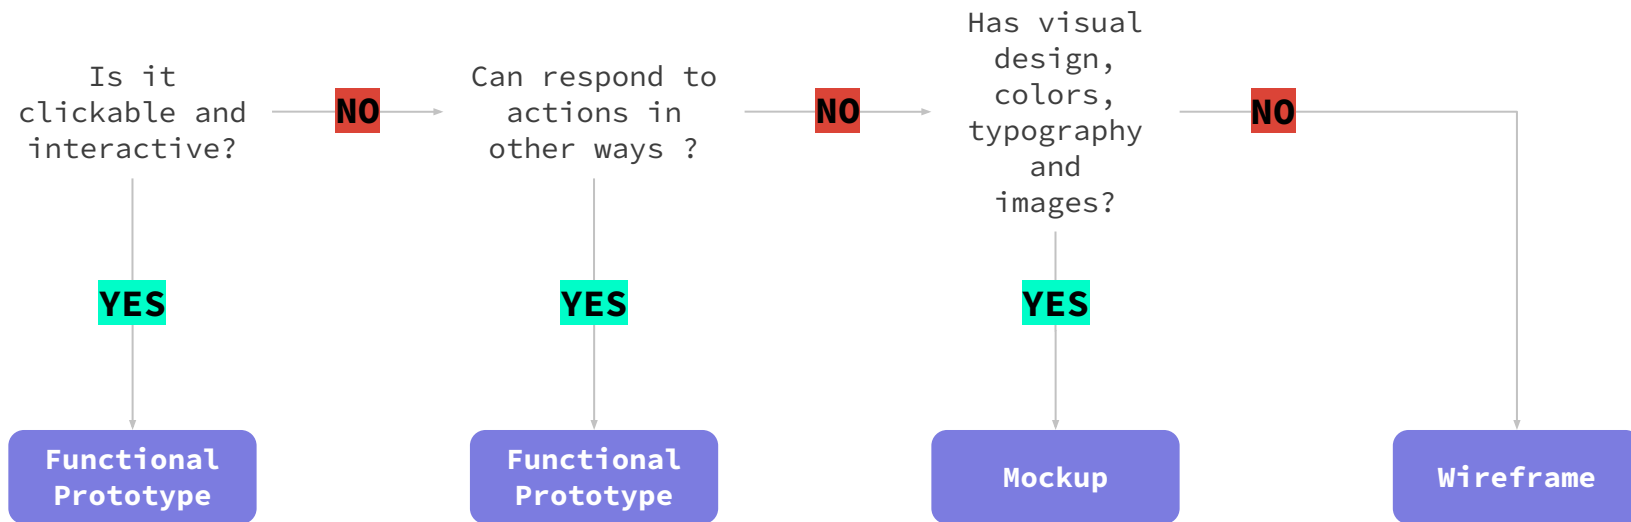 Is it
clickable and
interactive?
NO
Can respond to
actions in
other ways ?
NO
Has visual
design,
colors,
typography
and
images?
NO
YES
YES
YES
Functional
Prototype
Functional
Prototype
Mockup
Wireframe